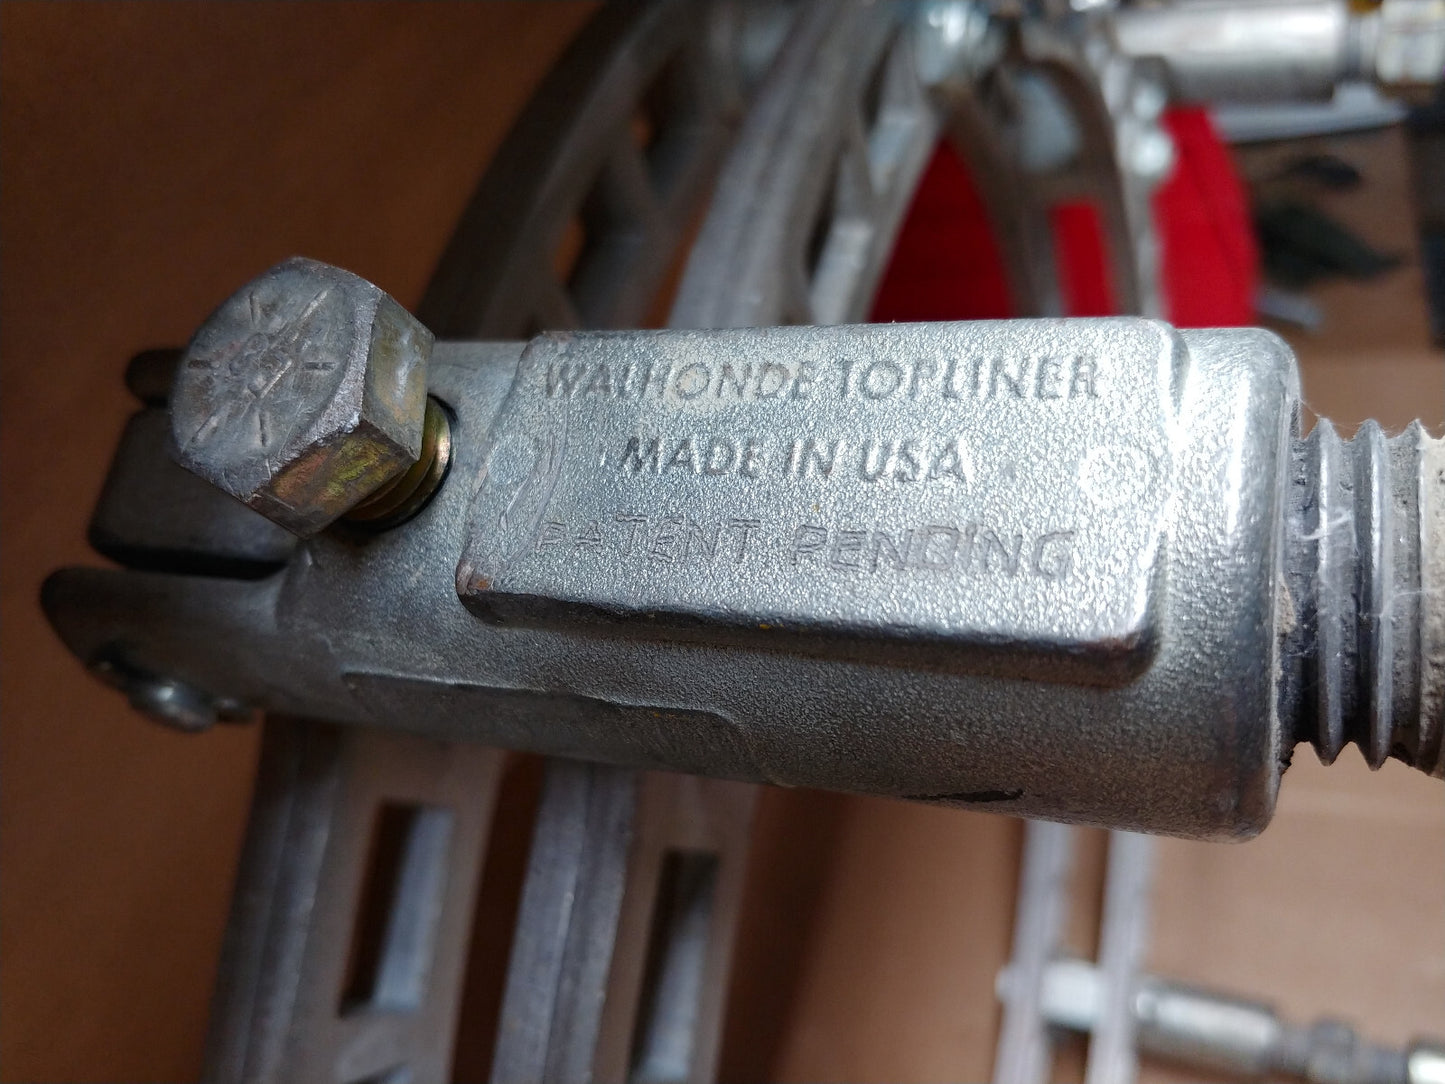 WALHONDE TOPLINER
MADE IN USA
PATENT PENDING